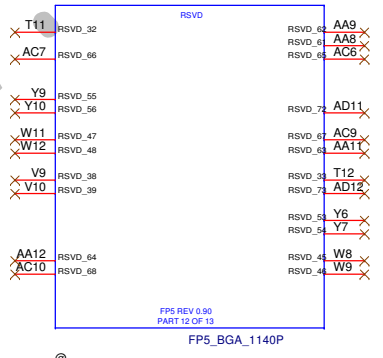 RSVD
T11 RSVD_32 RSVD_62 AA9
RSVD_61 AA8
AC7 RSVD_66 RSVD_65 AC6
Y9 RSVD_55
Y10 RSVD_56 RSVD_72 AD11
W11 RSVD_47 RSVD_67 AC9
W12 RSVD_48 RSVD_63 AA11
V9 RSVD_38 RSVD_33 T12
V10 RSVD_39 RSVD_73 AD12
RSVD_53 Y6
RSVD_54 Y7
AA12 RSVD_64 RSVD_45 W8
AC10 RSVD_68 RSVD_46 W9
FP5 REV 0.90
PART 12 OF 13
FP5_BGA_1140P
@